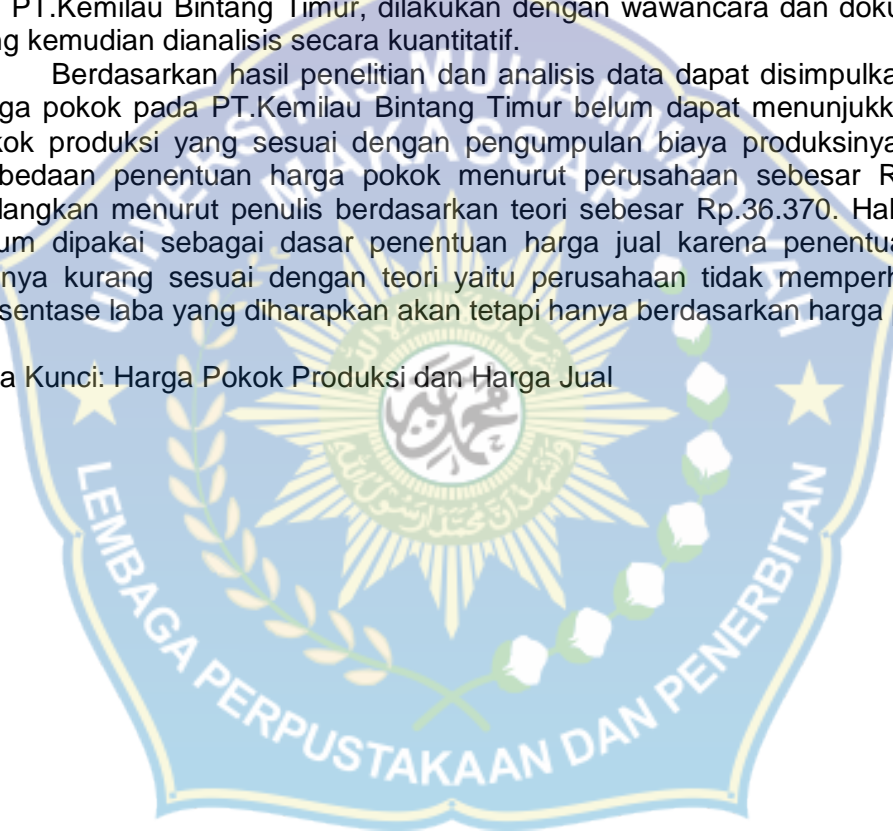 PT.Kemilau Bintang Timur, dilakukan dengan wawancara dan doku
g kemudian dianalisis secara kuantitatif.
Berdasarkan hasil penelitian dan analisis data dapat disimpulka
ga pokok pada PT.Kemilau Bintang Timur belum dapat menunjukk
ok produksi yang sesuai dengan pengumpulan biaya produksinya
bedaan penentuan harga pokok menurut perusahaan sebesar R
langkan menurut penulis berdasarkan teori sebesar Rp.36.370. Hal
um dipakai sebagai dasar penentuan harga jual karena penentua
nya kurang sesuai dengan teori yaitu perusahaan tidak memperh
sentase laba yang diharapkan akan tetapi hanya berdasarkan harga
a Kunci: Harga Pokok Produksi dan Harga Jual
UNIVERSITAS MUHAMMADIYAH
MAKASSAR
LEMBAGA PERPUSTAKAAN DAN PENERBITAN